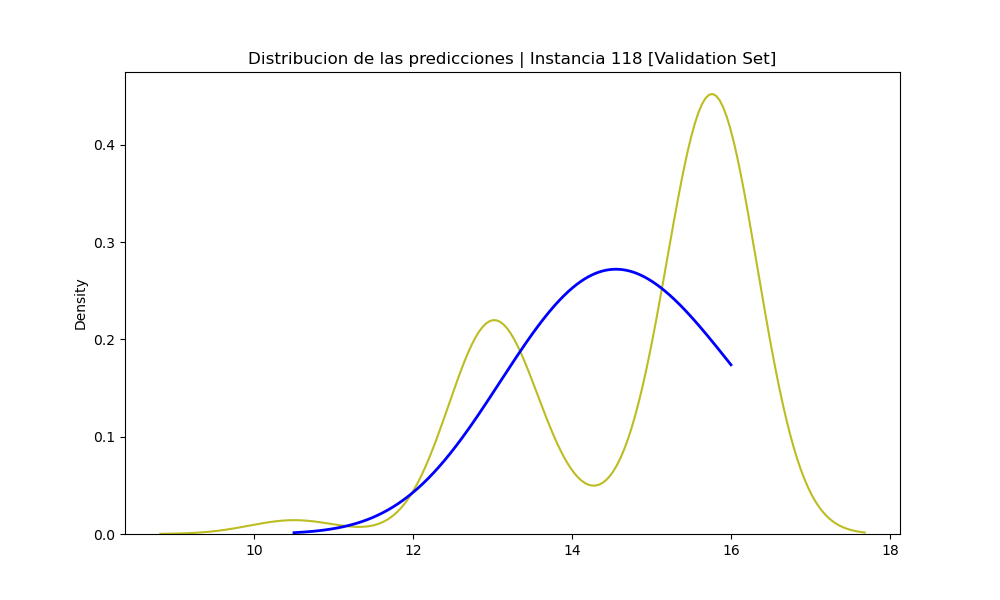 Distribucion de las predicciones | Instancia 118 [Validation Set]
Density
0.4
0.3
0.2
0.1
0.0
10 12 14 16 18